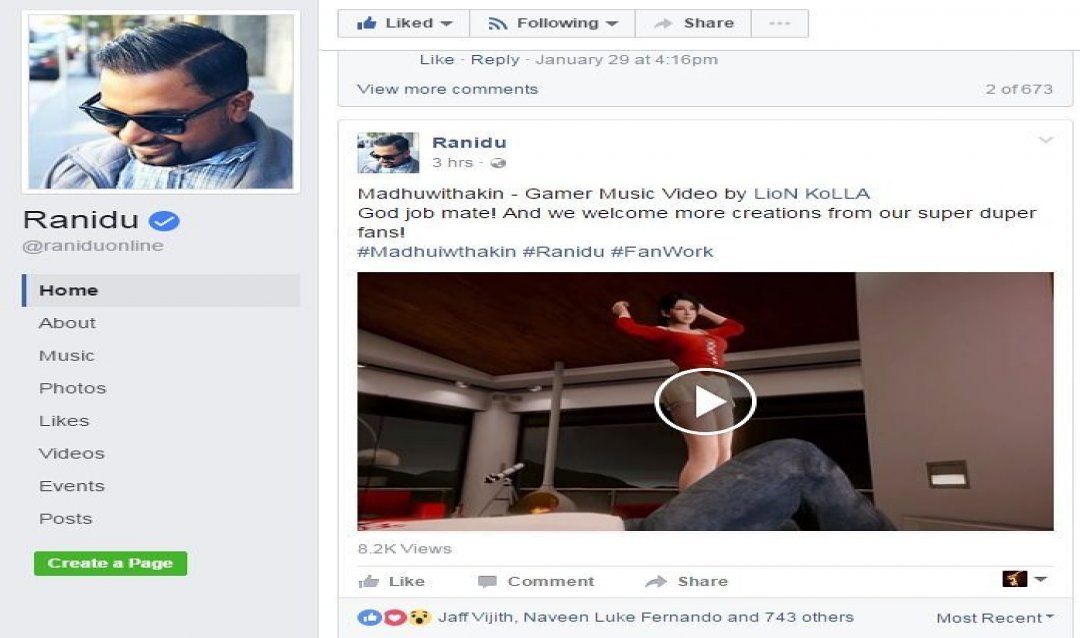 Liked
Following
Share
Like · Reply · January 29 at 4:16pm
View more comments
2 of 673
Ranidu
@raniduonline
Home
About
Music
Photos
Likes
Videos
Events
Posts
Create a Page
Ranidu
3 hrs ·
Madhuwithakin - Gamer Music Video by LioN KoLLA
God job mate! And we welcome more creations from our super duper
fans!
#Madhuiwthakin #Ranidu #FanWork
8.2K Views
Like
Comment
Share
Jaff Vijith, Naveen Luke Fernando and 743 others
Most Recent